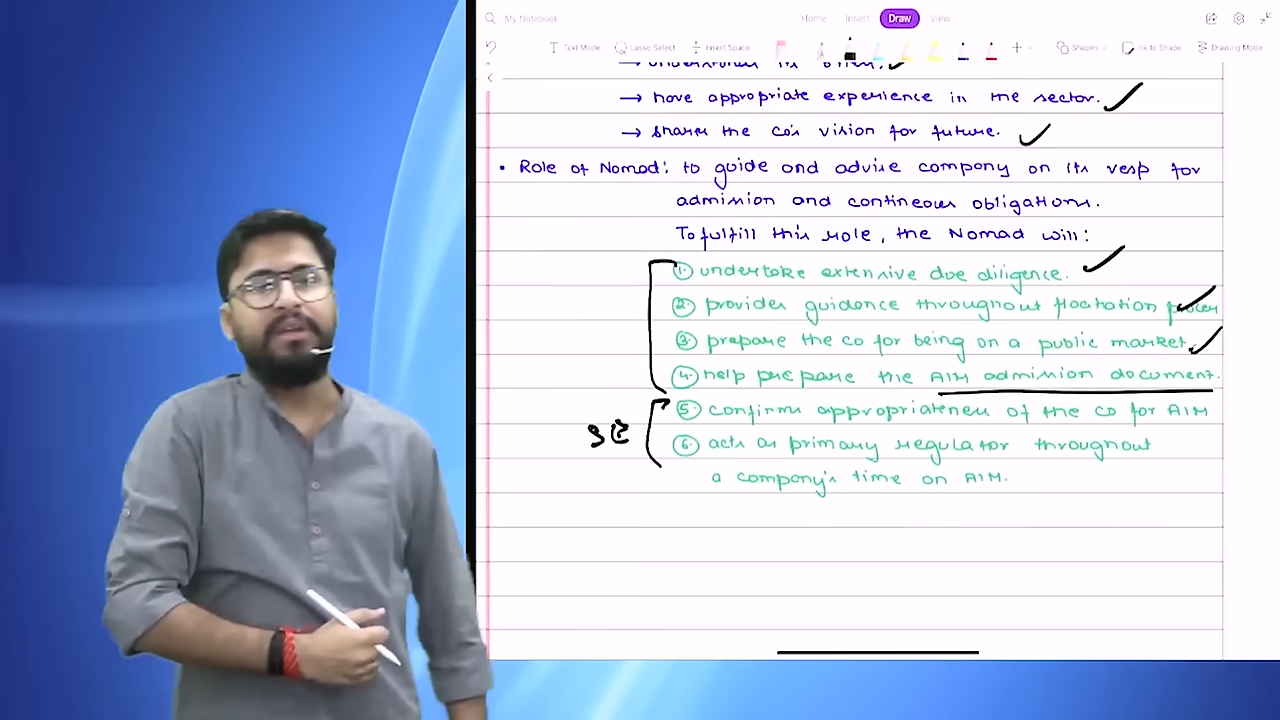 My Notebook
Home Insert Draw View
Text Mode Lasso Select Insert Space Shapes Ink to Shape Drawing Mode
→ have appropriate experience in the sector.
→ shares the co's vision for future.
• Role of Nomad: to guide and advise company on its resp for
admission and contineous obligations.
To fulfill this role, the Nomad will:
1. undertake extensive due diligence.
2. provides guidance throughout floatation process
3. prepare the co for being on a public market.
4. help prepare the AIM admission document.
5. confirms appropriateness of the co for AIM
6. acts as primary regulator throughout
a company's time on AIM.